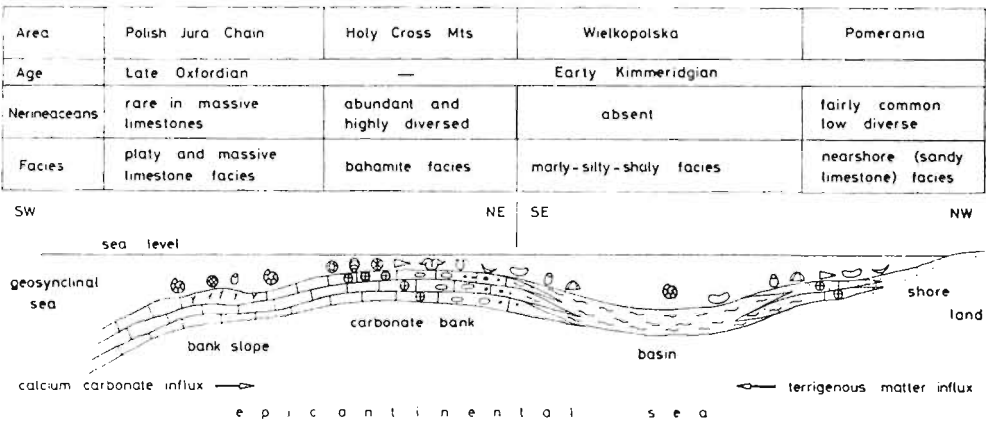 Area Polish Jura Chain Holy Cross Mts Wielkopolska Pomerania
Age Late Oxfordian — Early Kimmeridgian
Nerineaceans rare in massive limestones abundant and highly diversed absent fairly common low diverse
Facies platy and massive limestone facies bahamite facies marly-silty-shaly facies nearshore (sandy limestone) facies
SW NE SE NW
sea level
geosynclinal sea
shore
land
carbonate bank
bank slope
basin
calcium carbonate influx
terrigenous matter influx
epicantinental sea